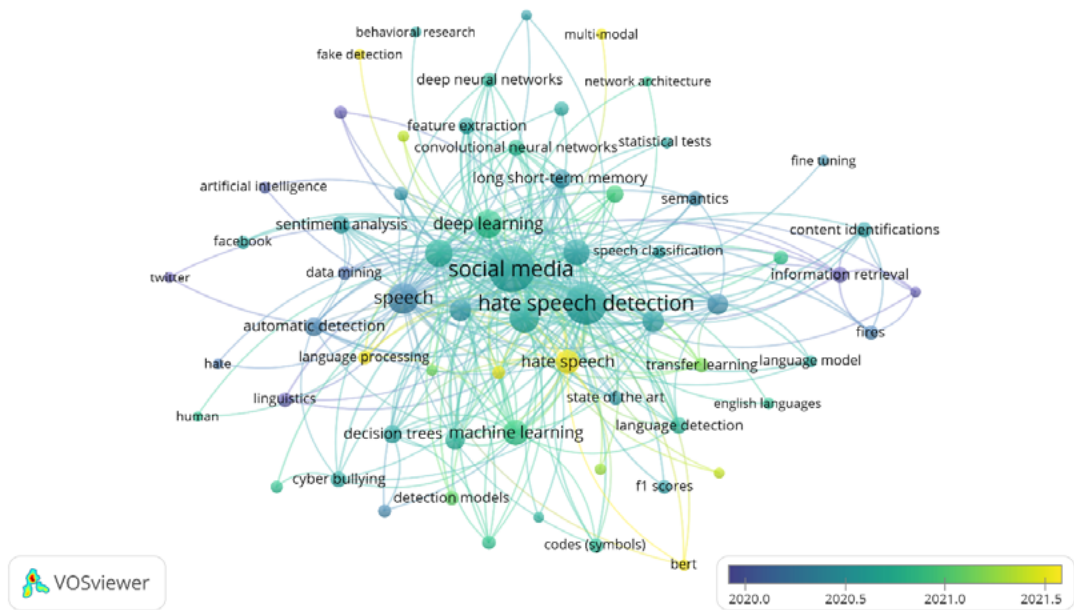 behavioral research
multi-modal
fake detection
deep neural networks
network architecture
feature extraction
convolutional neural networks
statistical tests
fine tuning
long short-term memory
artificial intelligence
semantics
sentiment analysis
deep learning
content identifications
facebook
speech classification
social media
data mining
information retrieval
twitter
speech
hate speech detection
automatic detection
fires
language processing
hate speech
transfer learning
language model
hate
linguistics
state of the art
english languages
human
decision trees
machine learning
language detection
cyber bullying
f1 scores
detection models
codes (symbols)
bert
VOSviewer
2020.0 2020.5 2021.0 2021.5